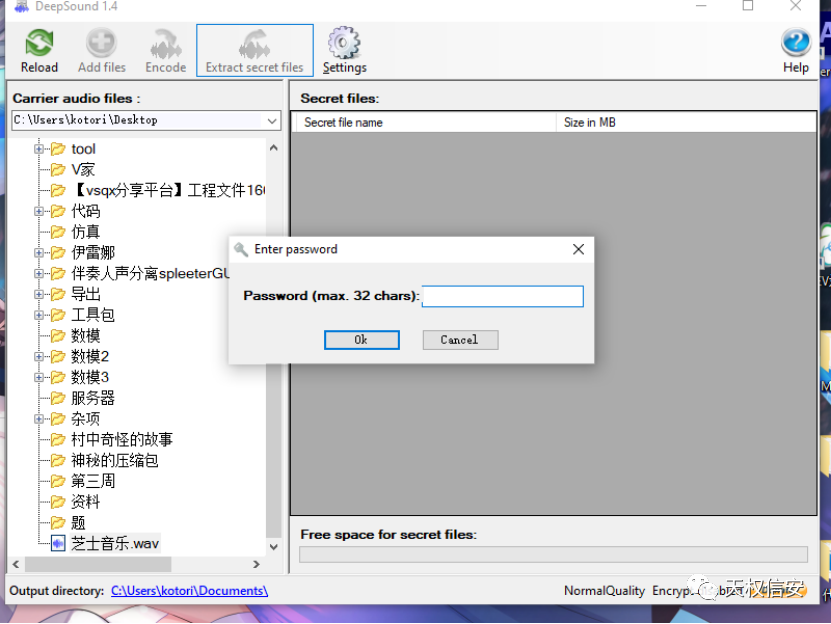 DeepSound 1.4
Reload Add files Encode Extract secret files Settings Help
Carrier audio files :
C:\Users\kotori\Desktop
tool
V家
【vsqx分享平台】工程文件16
代码
仿真
伊雷娜
伴奏人声分离spleeterGU
导出
工具包
数模
数模2
数模3
服务器
杂项
村中奇怪的故事
神秘的压缩包
第三周
资料
题
芝士音乐.wav
Secret files:
Secret file name Size in MB
Enter password
Password (max. 32 chars):
Ok Cancel
Free space for secret files:
Output directory: C:\Users\kotori\Documents\ NormalQuality
天权信安